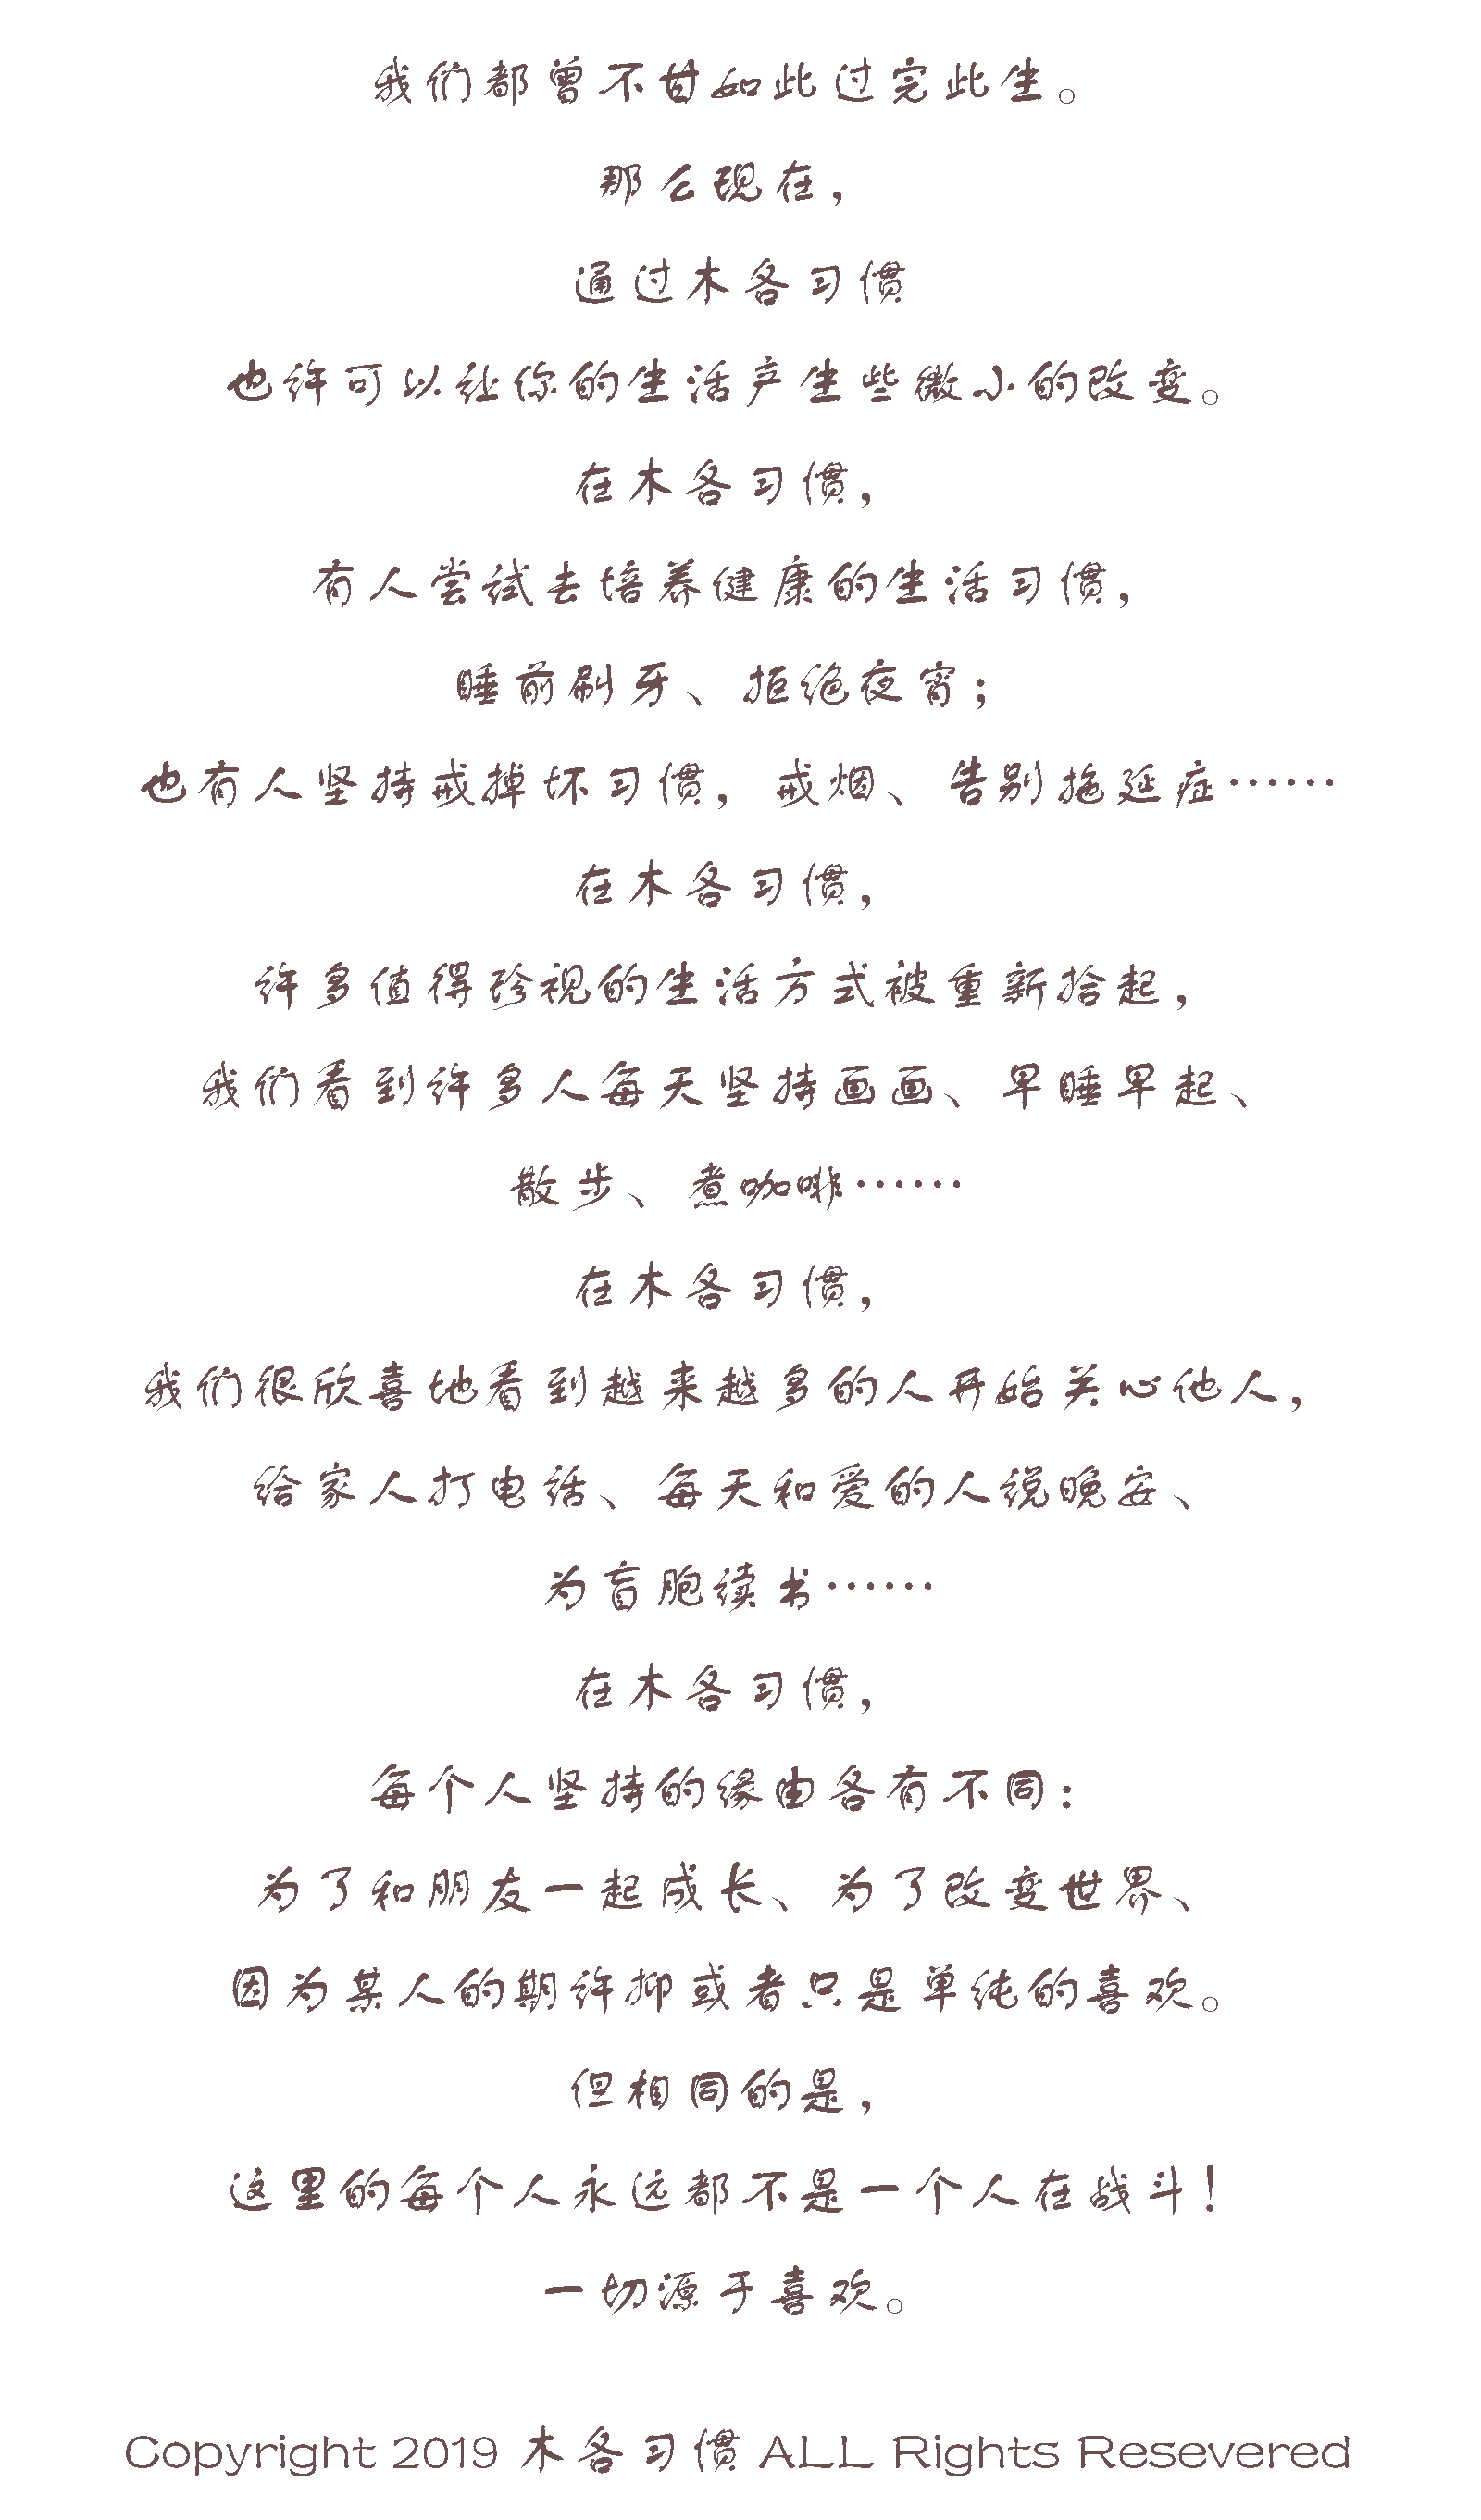 我们都曾不甘如此过完此生。
那么现在，
通过木各习惯
也许可以让你的生活产生些微小的改变。
在木各习惯，
有人尝试去培养健康的生活习惯，
睡前刷牙、拒绝夜宵；
也有人坚持戒掉坏习惯，戒烟、告别拖延症……
在木各习惯，
许多值得珍视的生活方式被重新拾起，
我们看到许多人每天坚持画画、早睡早起、
散步、煮咖啡……
在木各习惯，
我们很欣喜地看到越来越多的人开始关心他人，
给家人打电话、每天和爱的人说晚安、
为盲胞读书……
在木各习惯，
每个人坚持的缘由各有不同：
为了和朋友一起成长、为了改变世界、
因为某人的期许抑或者只是单纯的喜欢。
但相同的是，
这里的每个人永远都不是一个人在战斗！
一切源于喜欢。
Copyright 2019 木各习惯 ALL Rights Resevered